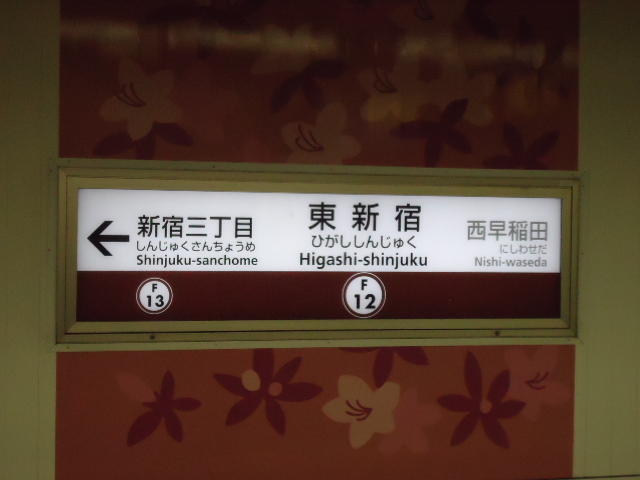 新宿三丁目
しんじゅくさんちょうめ
Shinjuku-sanchome
F
13
東新宿
ひがししんじゅく
Higashi-shinjuku
F
12
西早稲田
にしわせだ
Nishi-waseda